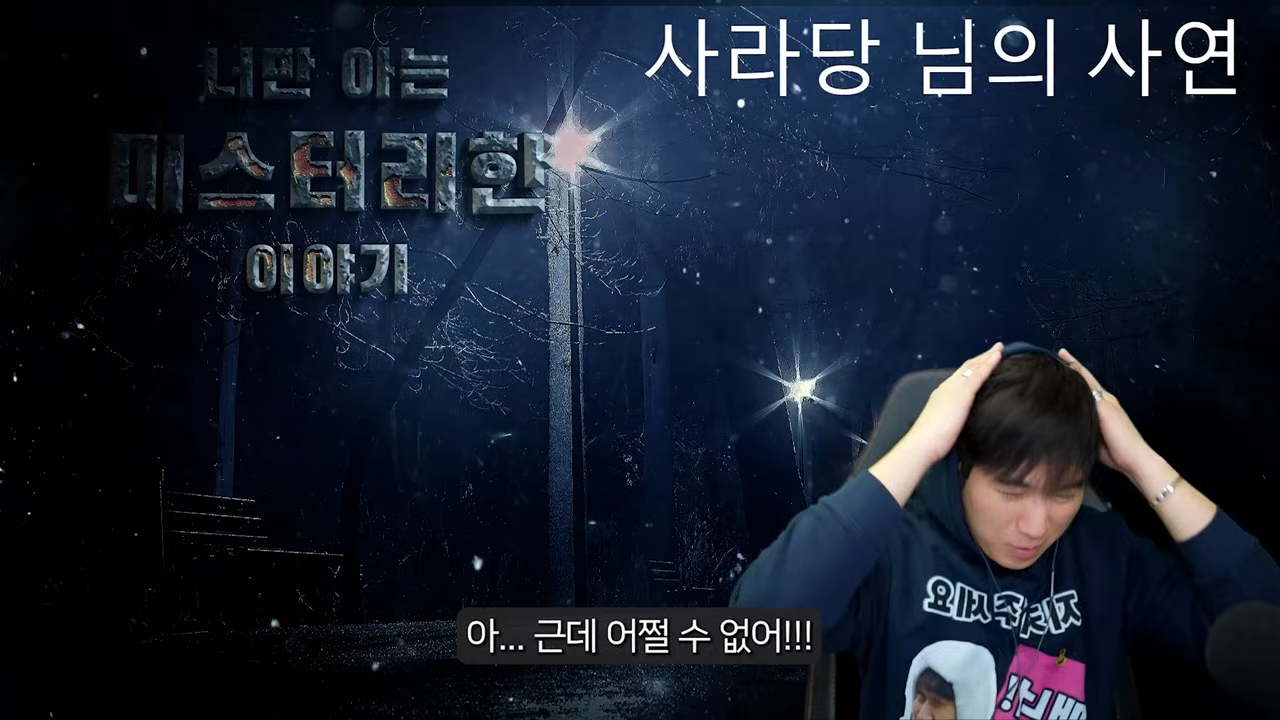 너만 아는
미스터리한
이야기
사라당 님의 사연
아... 근데 어쩔 수 없어!!!